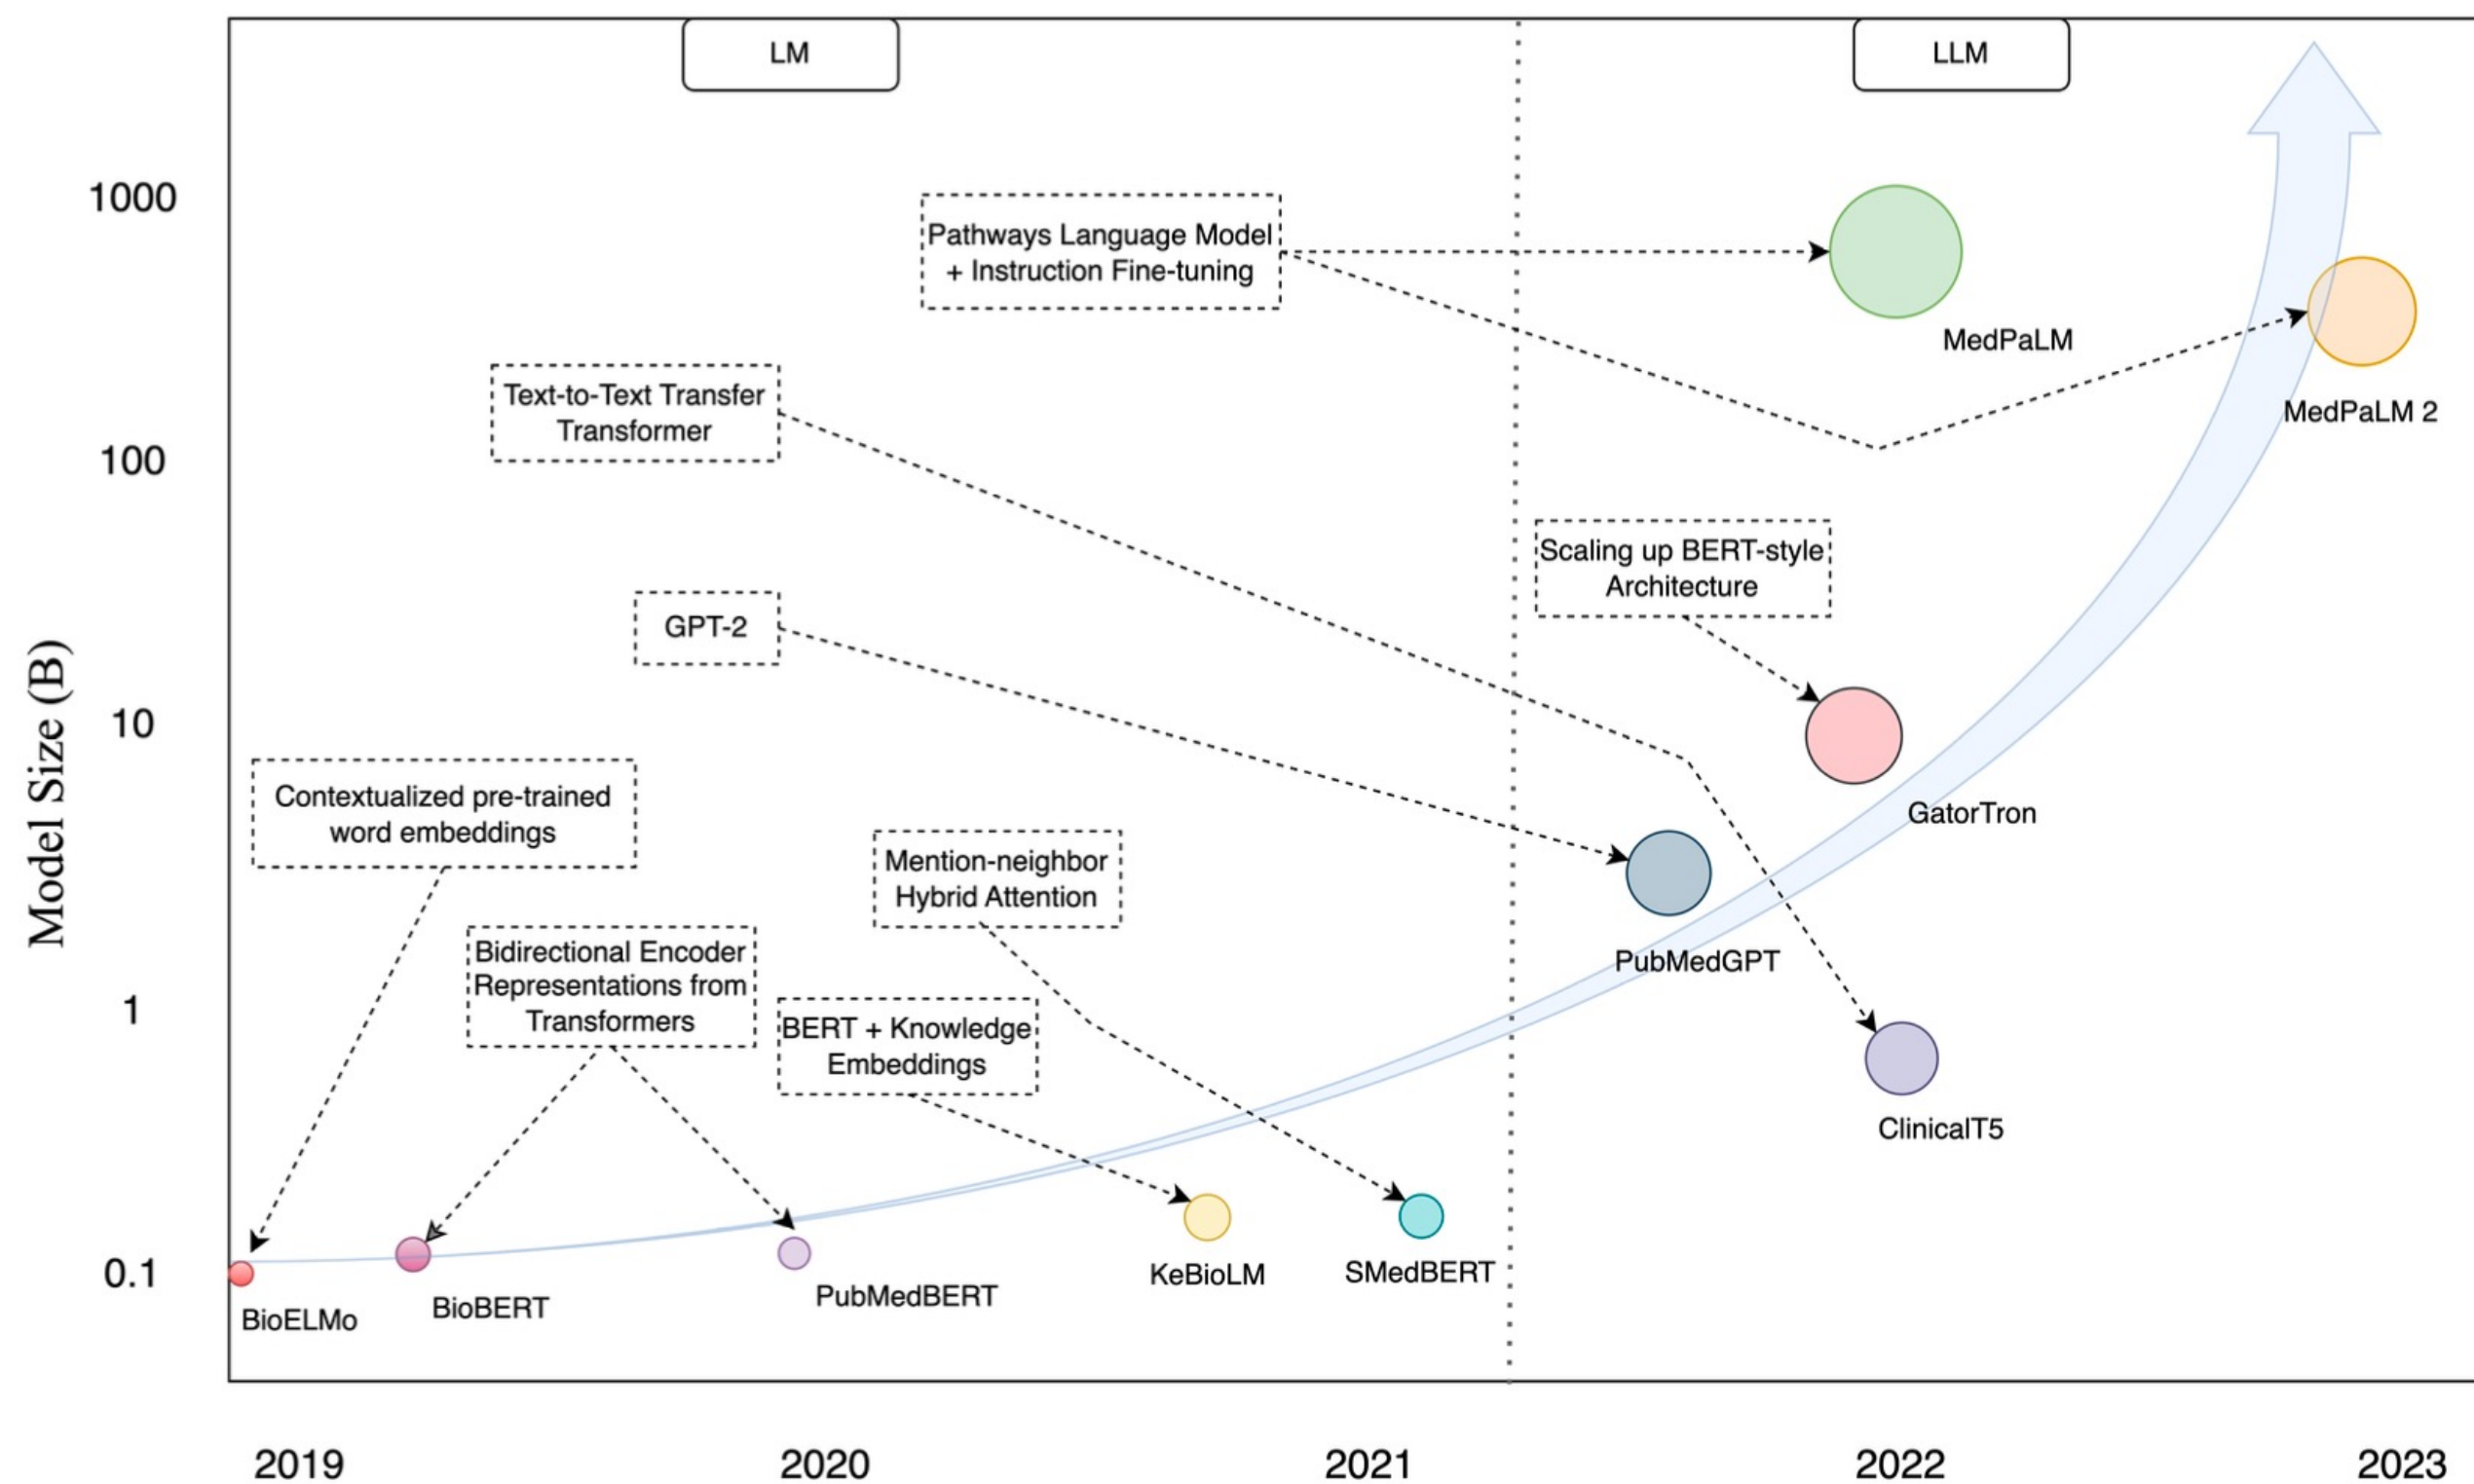 LM
LLM
1000
Pathways Language Model
+ Instruction Fine-tuning
MedPaLM
Text-to-Text Transfer
Transformer
MedPaLM 2
100
Scaling up BERT-style
Architecture
GPT-2
Model Size (B)
10
Contextualized pre-trained
word embeddings
GatorTron
Mention-neighbor
Hybrid Attention
Bidirectional Encoder
Representations from
Transformers
PubMedGPT
1
BERT + Knowledge
Embeddings
ClinicalT5
0.1
KeBioLM
SMedBERT
PubMedBERT
BioBERT
BioELMo
2019
2020
2021
2022
2023